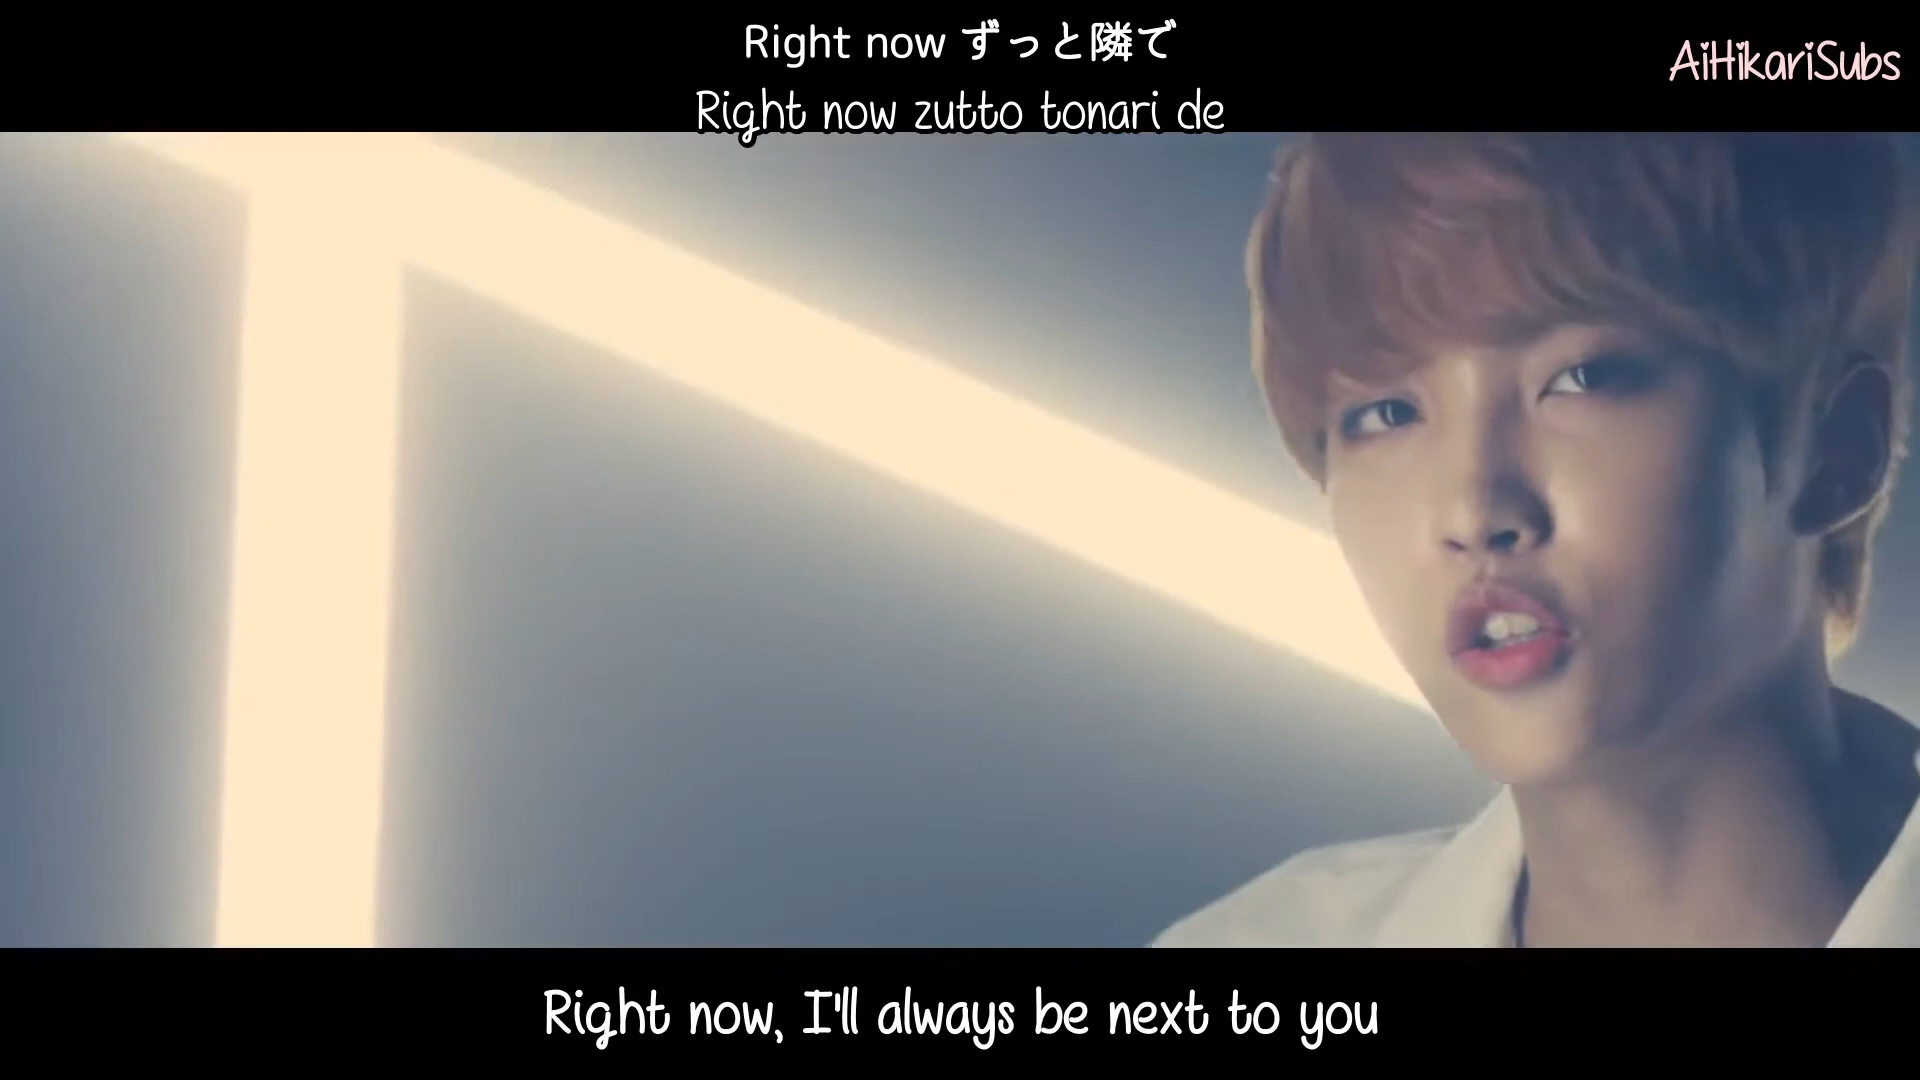 Right now ずっと隣で
AiHikariSubs
Right now zutto tonari de
Right now, I'll always be next to you